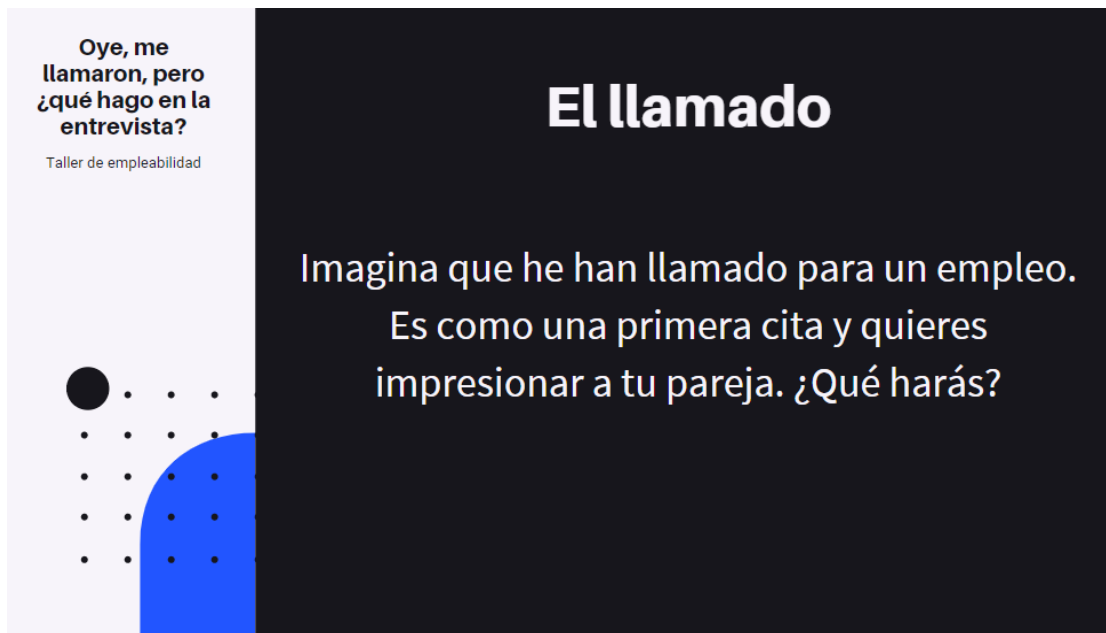 Oye, me
llamaron, pero
¿qué hago en la
entrevista?
Taller de empleabilidad
El llamado
Imagina que he han llamado para un empleo.
Es como una primera cita y quieres
impresionar a tu pareja. ¿Qué harás?